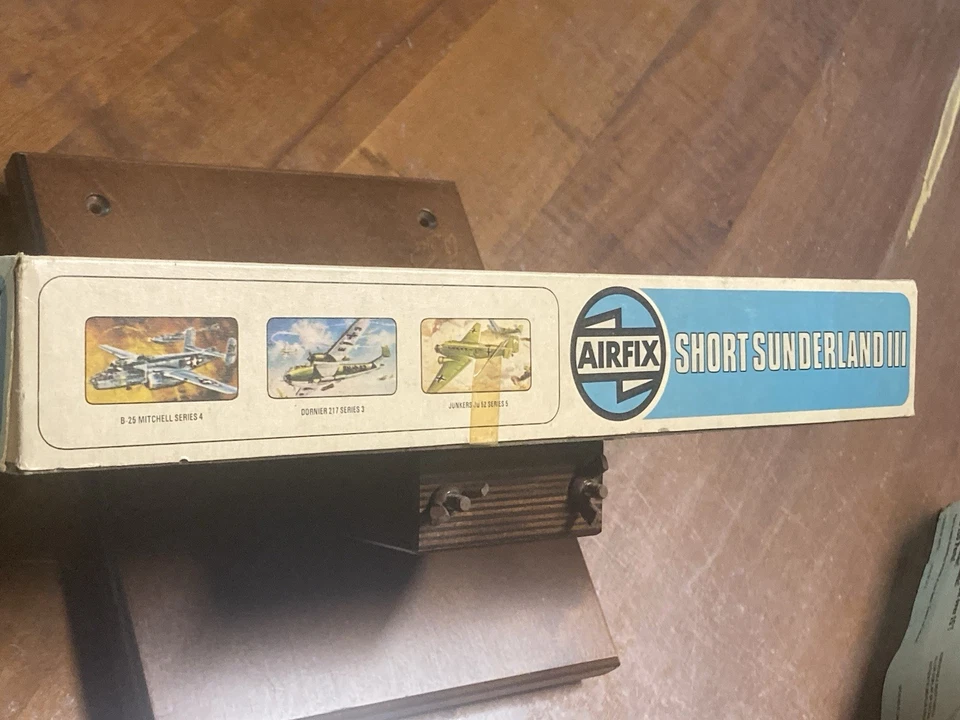 B-25 MITCHELL SERIES 4
DORNIER 217 SERIES 3
JUNKERS Ju 52 SERIES 5
AIRFIX
SHORT SUNDERLAND III